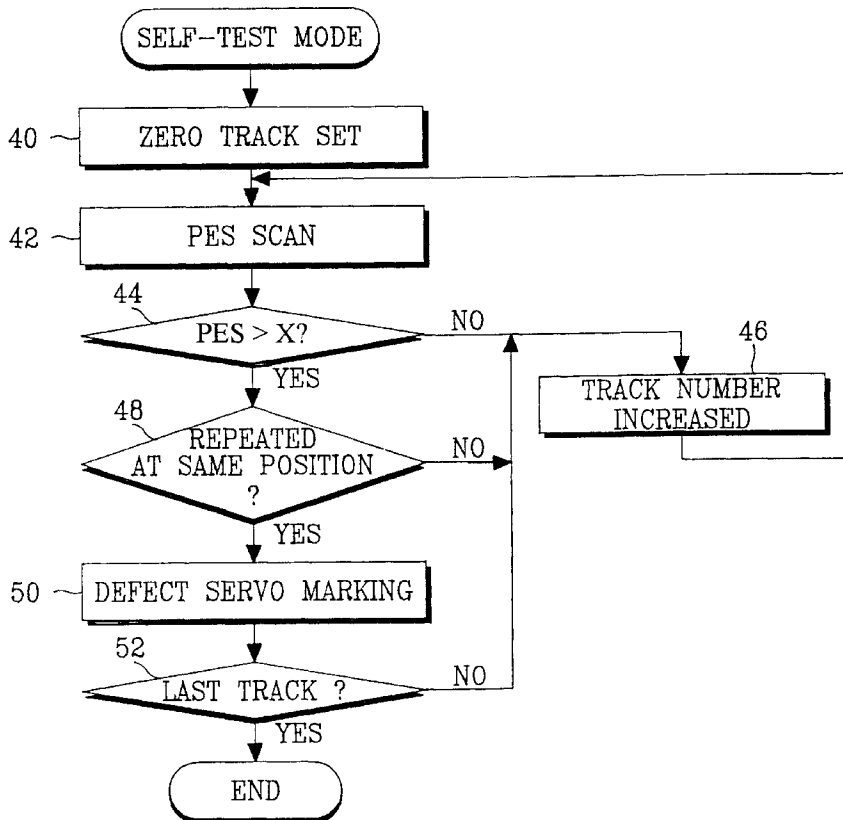 SELF-TEST MODE
40
ZERO TRACK SET
42
PES SCAN
44
PES > X?
NO
YES
46
TRACK NUMBER
INCREASED
48
REPEATED
AT SAME POSITION
?
NO
YES
50
DEFECT SERVO MARKING
52
LAST TRACK ?
NO
YES
END